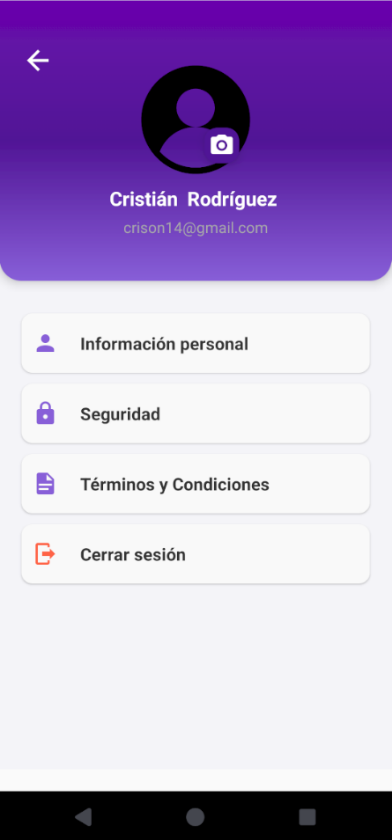 Cristián Rodríguez
crison14@gmail.com
Información personal
Seguridad
Términos y Condiciones
Cerrar sesión